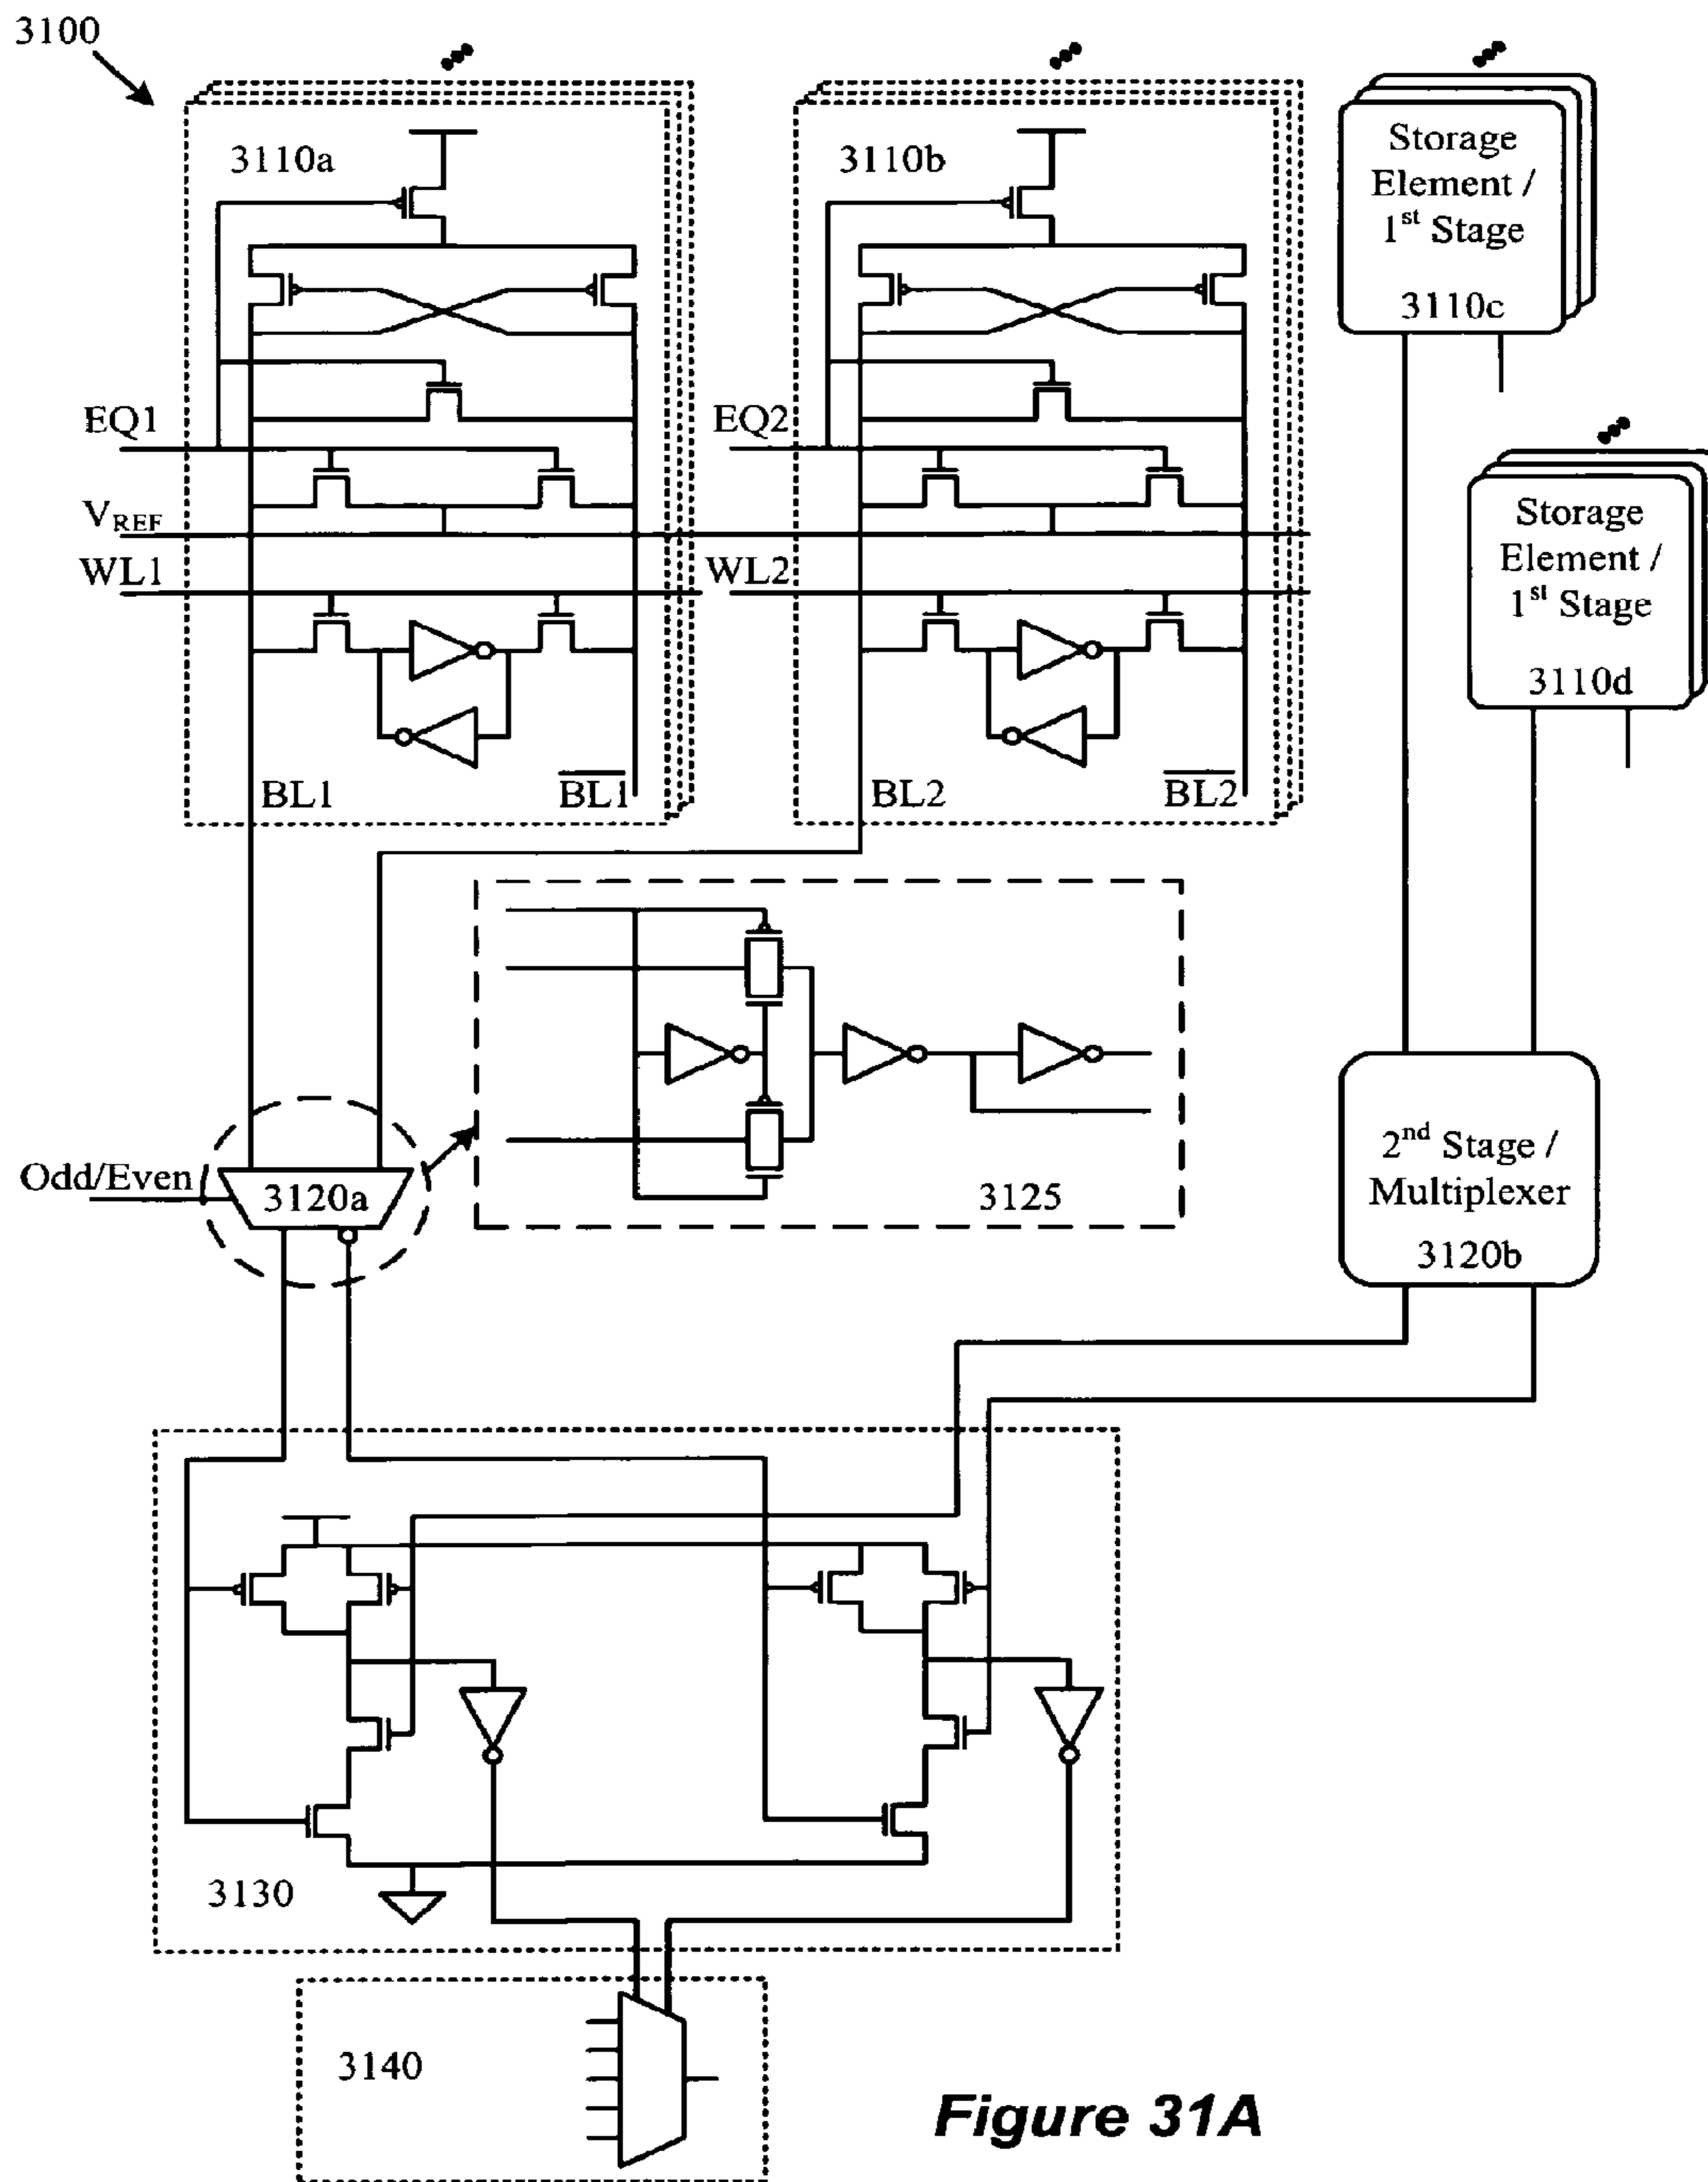 3100
3110a
3110b
Storage
Element /
1st Stage
3110c
EQ1
EQ2
VREF
WL1
WL2
Storage
Element /
1st Stage
3110d
BL1
BL1
BL2
BL2
Odd/Even
3120a
3125
2nd Stage /
Multiplexer
3120b
3130
3140
Figure 31A